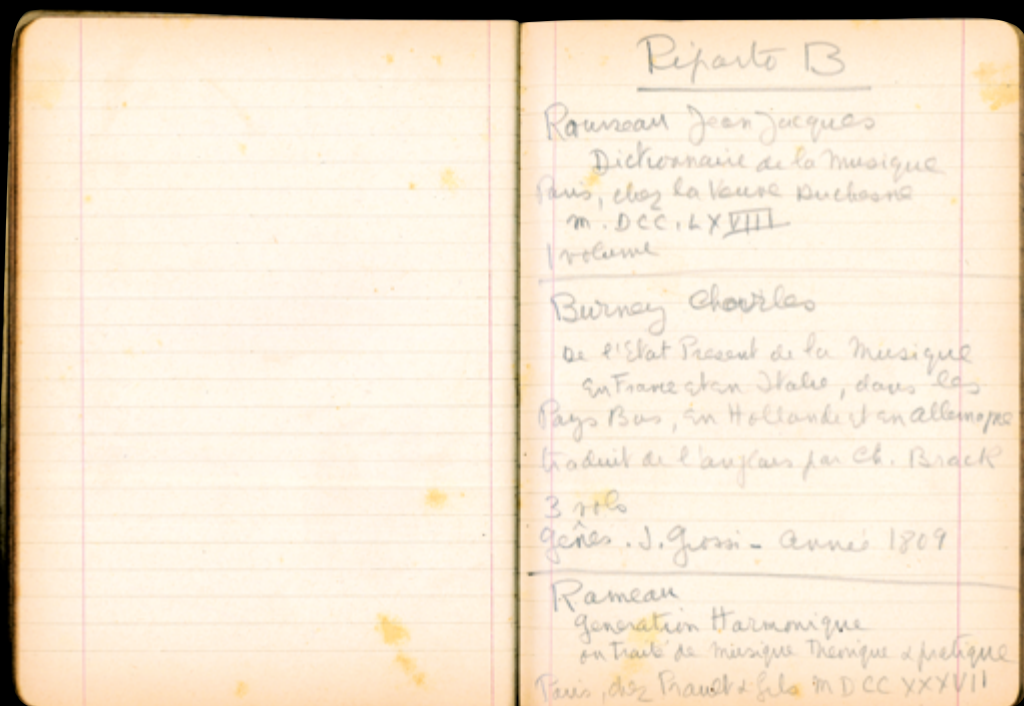 Riparto B
Rousseau Jean Jacques
Dictionnaire de la Musique
Paris, chez la Veuve Duchesne
M.DCC.LXVIII
1 volume
Burney Charles
De l'Etat Present de la Musique
en France et en Italie, dans les
Pays Bas, en Hollande et en Allemagne
traduit de l'anglais par Ch. Brack
3 vols
Gênes. J. Grossi - Année 1809
Rameau
Generation Harmonique
ou Traité de musique theorique & pratique
Paris, chez Prault & fils MDCCXXXVII